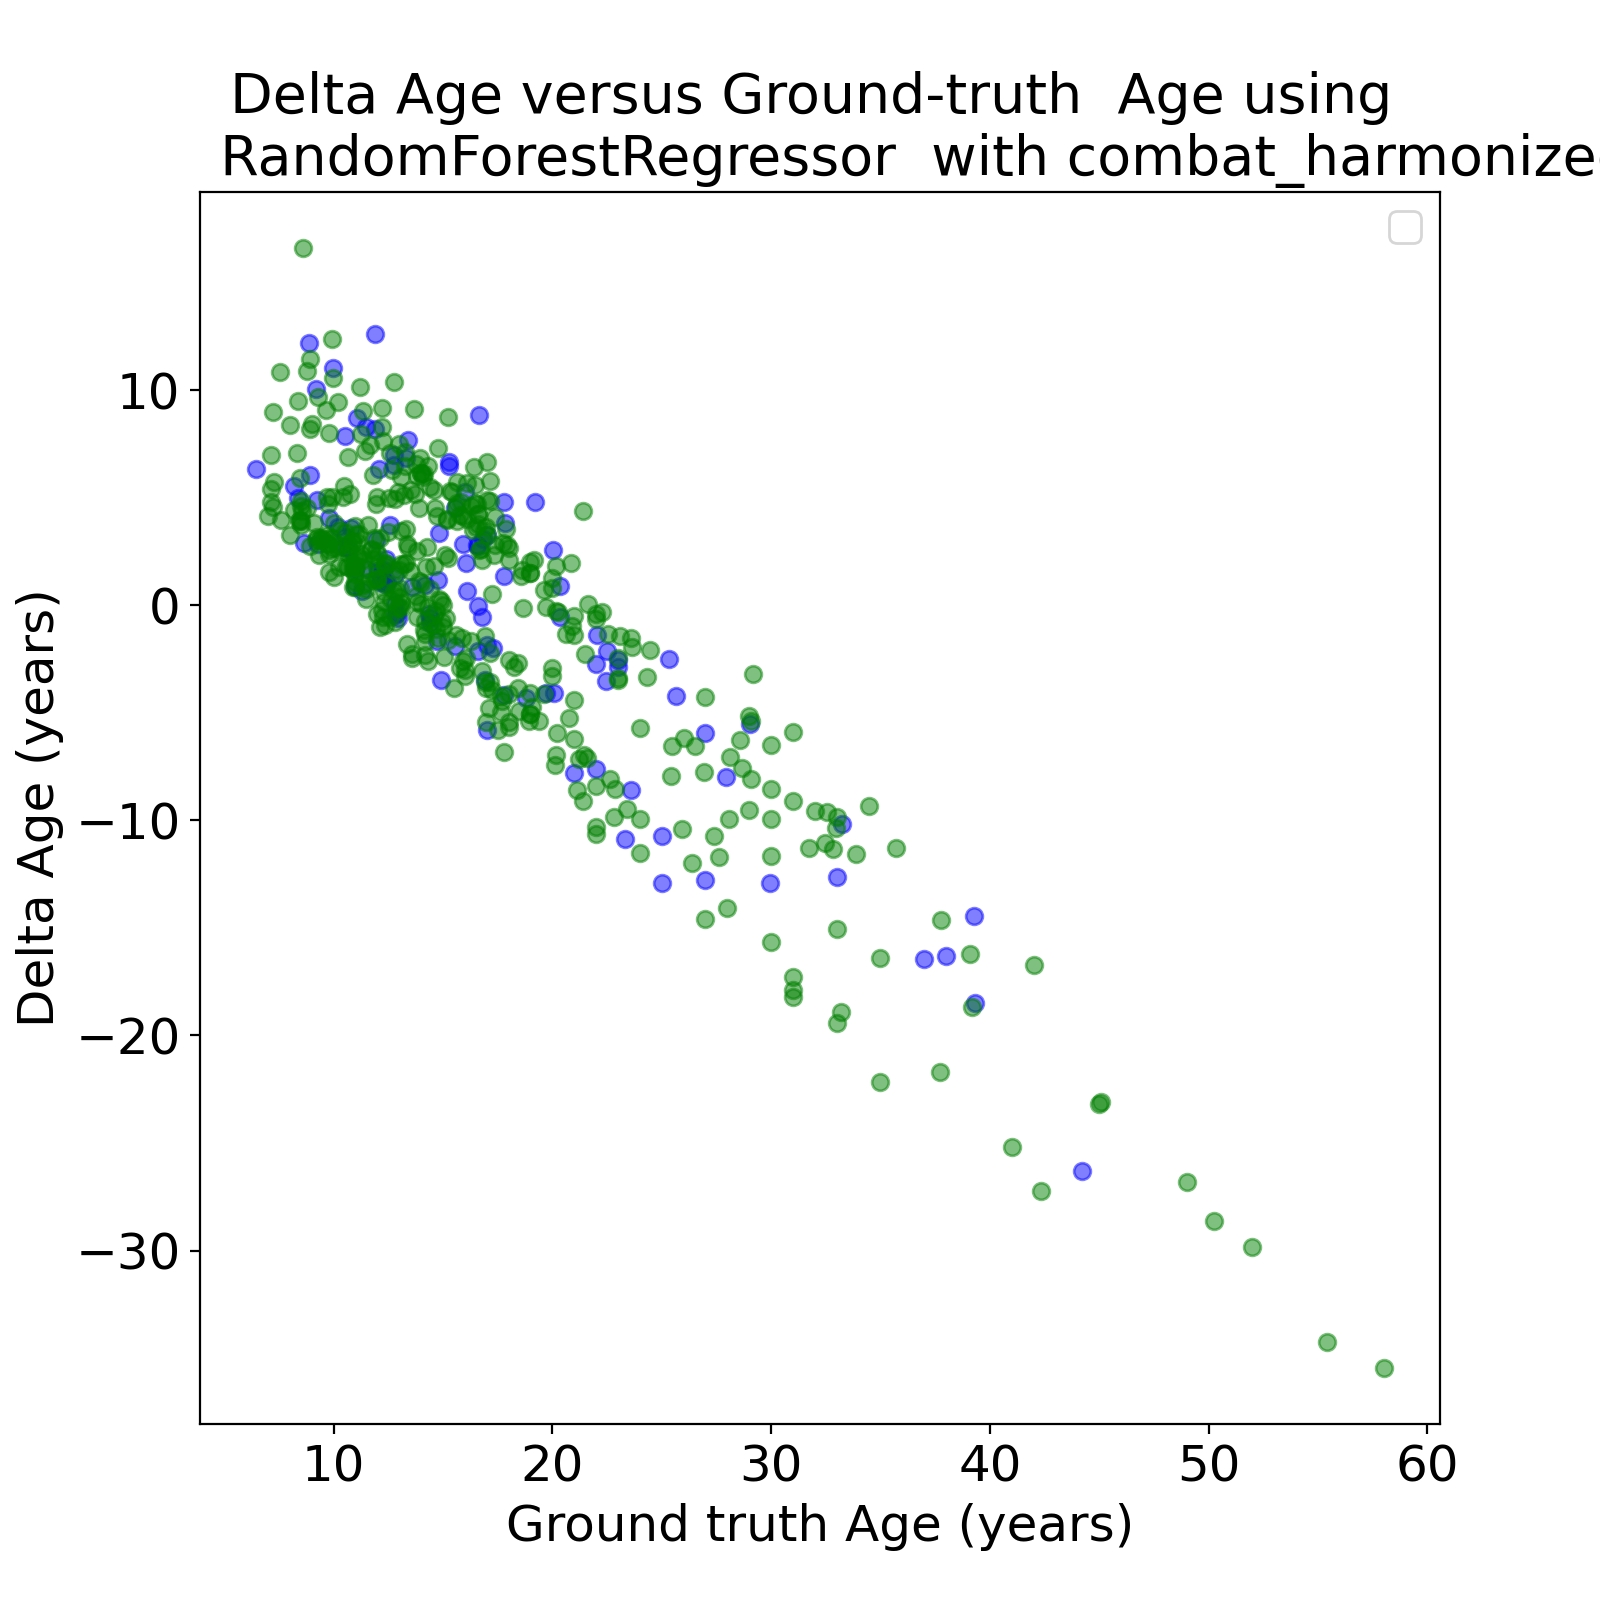 Delta Age versus Ground-truth  Age using
RandomForestRegressor  with combat_harmonize
10
0
−10
−20
−30
Delta Age (years)
10 20 30 40 50 60
Ground truth Age (years)